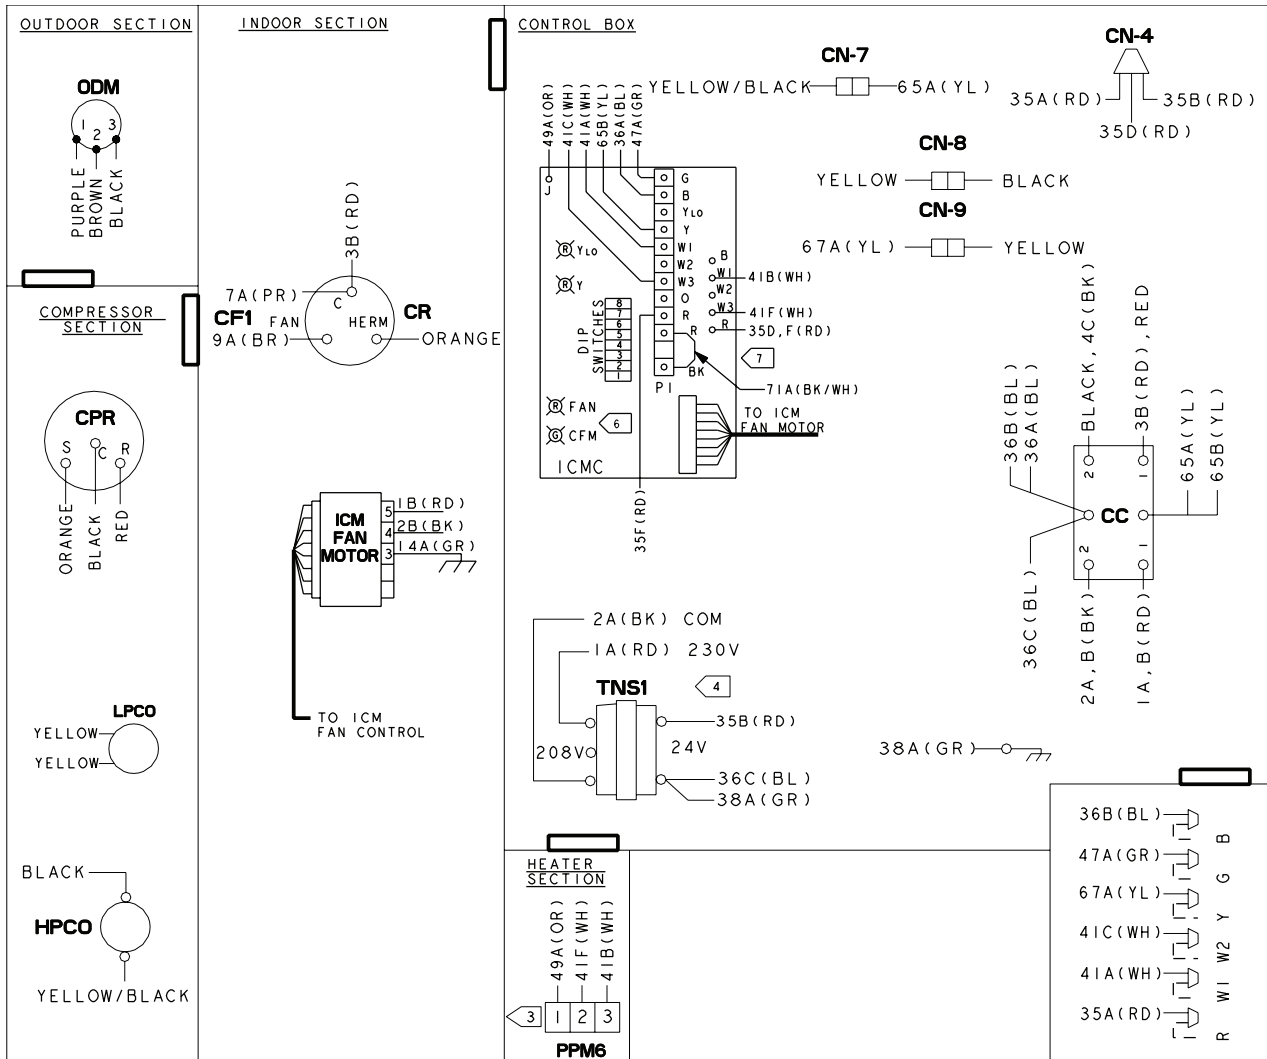 OUTDOOR SECTION
ODM
1 2 3
PURPLE
BROWN
BLACK
COMPRESSOR
SECTION
CPR
S C R
ORANGE
BLACK
RED
LPCO
YELLOW
YELLOW
BLACK
HPCO
YELLOW/BLACK
INDOOR SECTION
3B(RD)
7A(PR)
C
CF1 FAN HERM CR
9A(BR)
ORANGE
ICM
FAN
MOTOR
5 1B(RD)
4 2B(BK)
3 14A(GR)
TO ICM
FAN CONTROL
CONTROL BOX
49A(OR)
41C(WH)
41A(WH)
65B(YL)
36A(BL)
47A(GR)
J
G
B
YLO
Y
W1
W2
W3
O
R
R
BK
P1
B
W1 41B(WH)
W2
W3 41F(WH)
R 35D,F(RD)
7
71A(BK/WH)
R YLO
R Y
DIP
SWITCHES
8
7
6
5
4
3
2
1
R FAN
G CFM
6
ICMC
TO ICM
FAN MOTOR
35F(RD)
CN-7
YELLOW/BLACK 65A(YL)
CN-4
35A(RD) 35B(RD)
35D(RD)
CN-8
YELLOW BLACK
CN-9
67A(YL) YELLOW
36B(BL)
36A(BL)
BLACK, 4C(BK)
3B(RD), RED
65A(YL)
65B(YL)
2 1
CC
2 1
36C(BL)
2A,B(BK)
1A,B(RD)
2A(BK) COM
1A(RD) 230V
TNS1
4
35B(RD)
208V 24V
36C(BL)
38A(GR)
38A(GR)
HEATER
SECTION
49A(OR)
41F(WH)
41B(WH)
3
1 2 3
PPM6
36B(BL) B
47A(GR) G
67A(YL) Y
41C(WH) W2
41A(WH) W1
35A(RD) R